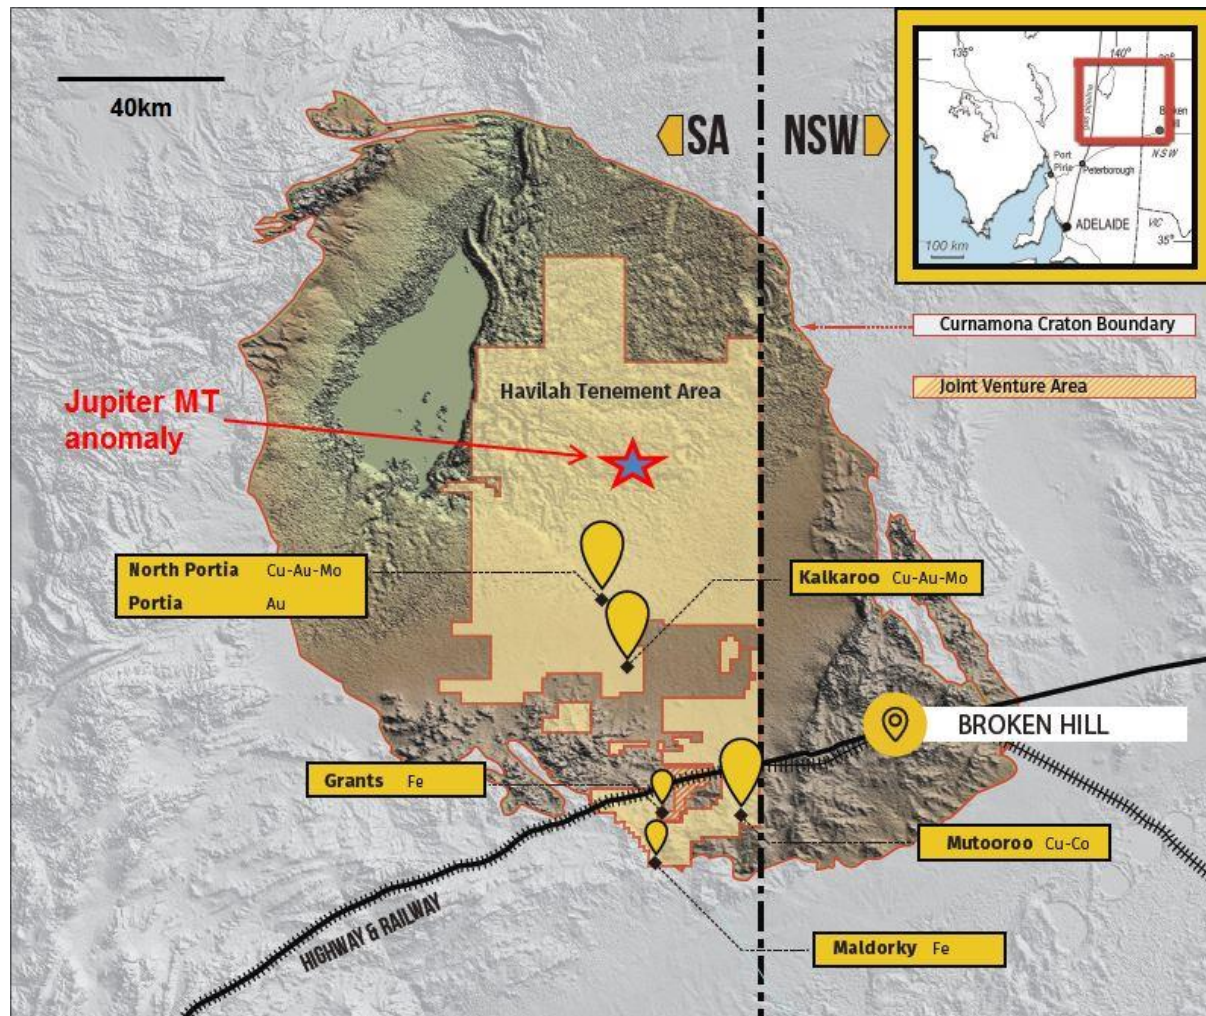 40km
SA
NSW
135°
140°
Gas Pipeline
NSW
Port
Pirie
Peterborough
ADELAIDE
VIC
35°
100 km
Curnamona Craton Boundary
Joint Venture Area
Havilah Tenement Area
Jupiter MT
anomaly
North Portia Cu-Au-Mo
Portia Au
Kalkaroo Cu-Au-Mo
BROKEN HILL
Grants Fe
Mutooroo Cu-Co
Maldorky Fe
HIGHWAY & RAILWAY